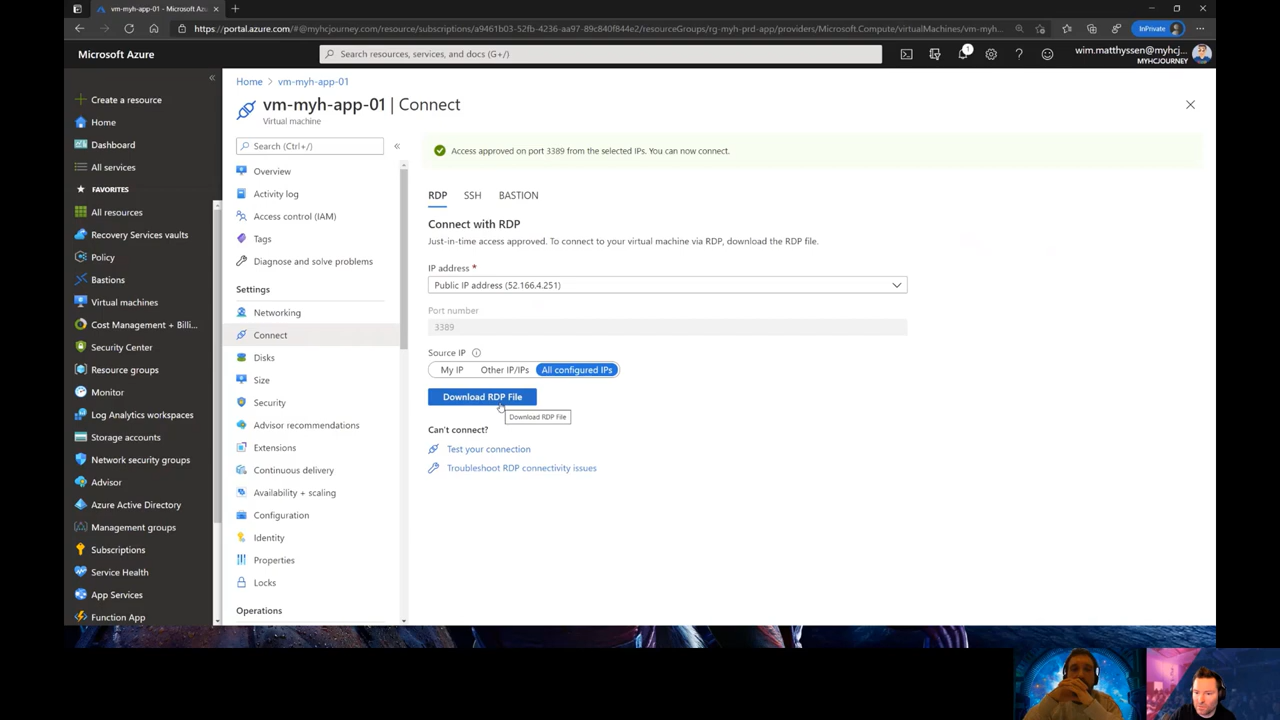 vm-myh-app-01 - Microsoft Azur
https://portal.azure.com/#@myhcjourney.com/resource/subscriptions/a9461b03-52fb-4236-aa97-89c840f844e2/resourceGroups/rg-myh-prd-app/providers/Microsoft.Compute/virtualMachines/vm-myh...
InPrivate
Microsoft Azure
Search resources, services, and docs (G+/)
1
wim.matthyssen@myhcj...
MYHCJOURNEY
Create a resource
Home
Dashboard
All services
FAVORITES
All resources
Recovery Services vaults
Policy
Bastions
Virtual machines
Cost Management + Billi...
Security Center
Resource groups
Monitor
Log Analytics workspaces
Storage accounts
Network security groups
Advisor
Azure Active Directory
Management groups
Subscriptions
Service Health
App Services
Function App
Home > vm-myh-app-01
vm-myh-app-01 | Connect
Virtual machine
Search (Ctrl+/)
Overview
Activity log
Access control (IAM)
Tags
Diagnose and solve problems
Settings
Networking
Connect
Disks
Size
Security
Advisor recommendations
Extensions
Continuous delivery
Availability + scaling
Configuration
Identity
Properties
Locks
Operations
Access approved on port 3389 from the selected IPs. You can now connect.
RDP SSH BASTION
Connect with RDP
Just-in-time access approved. To connect to your virtual machine via RDP, download the RDP file.
IP address *
Public IP address (52.166.4.251)
Port number
3389
Source IP
My IP Other IP/IPs All configured IPs
Download RDP File
Download RDP File
Can't connect?
Test your connection
Troubleshoot RDP connectivity issues